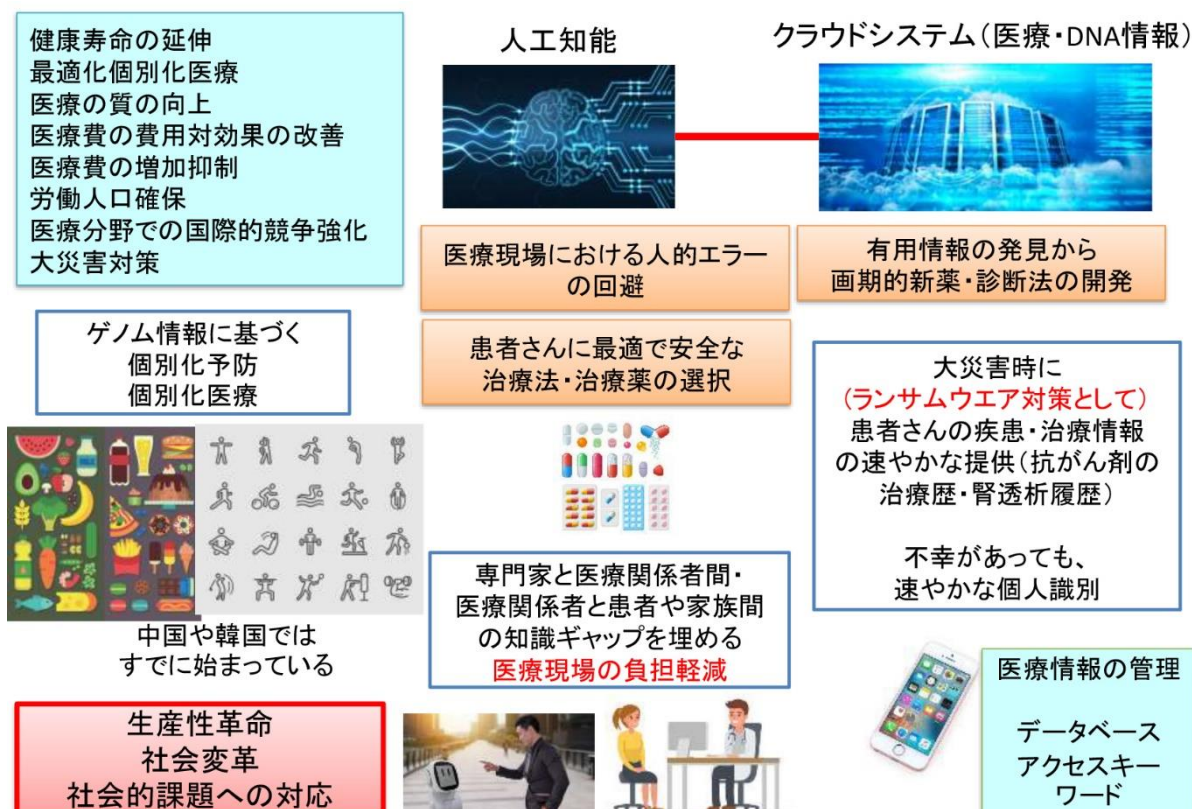 健康寿命の延伸
最適化個別化医療
医療の質の向上
医療費の費用対効果の改善
医療費の増加抑制
労働人口確保
医療分野での国際的競争強化
大災害対策
人工知能
クラウドシステム（医療・DNA情報）
医療現場における人的エラー
の回避
有用情報の発見から
画期的新薬・診断法の開発
患者さんに最適で安全な
治療法・治療薬の選択
ゲノム情報に基づく
個別化予防
個別化医療
中国や韓国では
すでに始まっている
大災害時に
（ランサムウエア対策として）
患者さんの疾患・治療情報
の速やかな提供（抗がん剤の
治療歴・腎透析履歴）
不幸があっても、
速やかな個人識別
専門家と医療関係者間・
医療関係者と患者や家族間
の知識ギャップを埋める
医療現場の負担軽減
生産性革命
社会変革
社会的課題への対応
医療情報の管理
データベース
アクセスキー
ワード